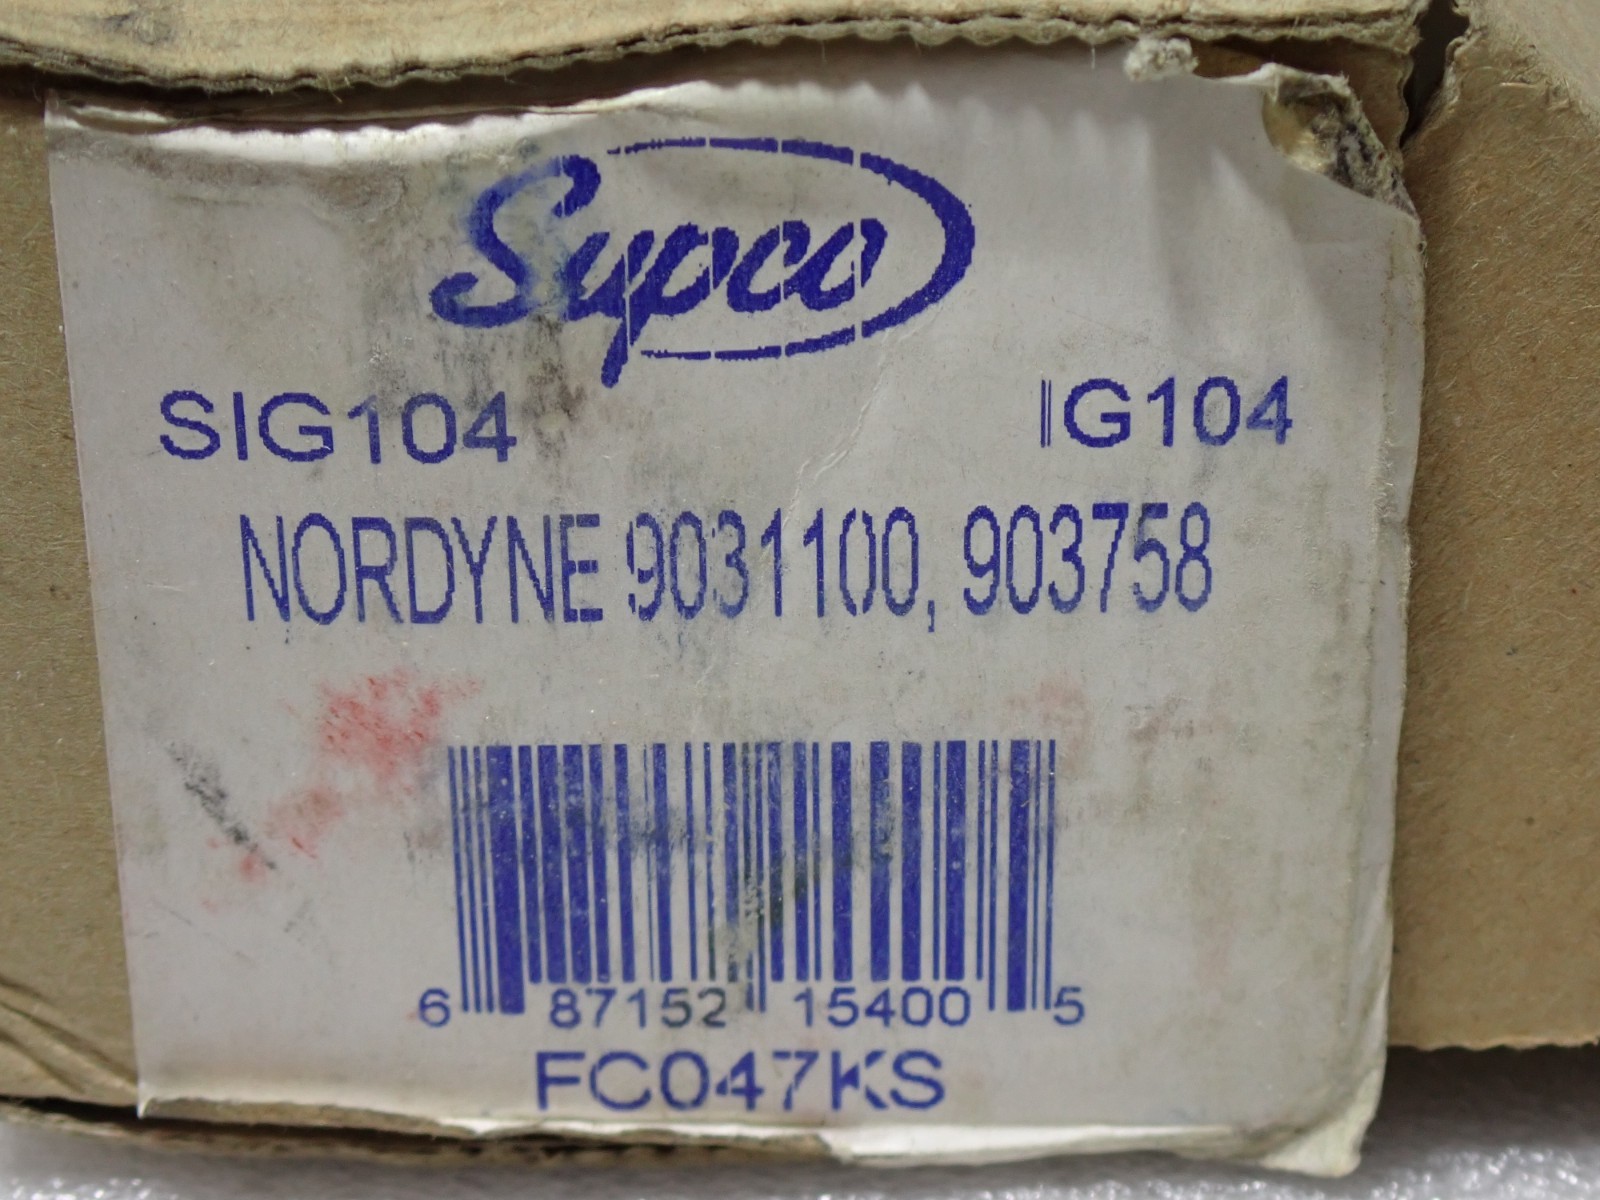 Supco
SIG104 IG104
NORDYNE 9031100, 903758
6 87152 15400 5
FC047KS